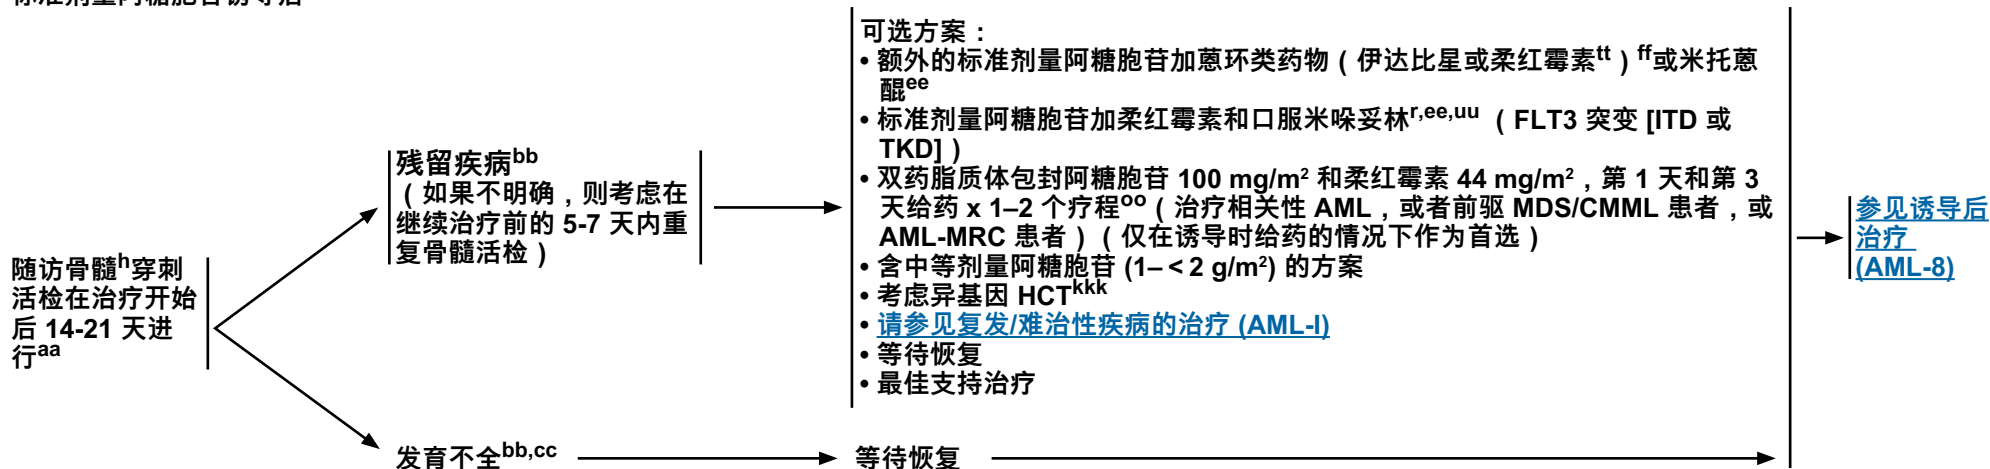 标准剂量阿糖胞苷诱导后
随访骨髓h穿刺
活检在治疗开始
后 14-21 天进
行aa
残留疾病bb
（如果不明确，则考虑在
继续治疗前的 5-7 天内重
复骨髓活检）
发育不全bb,cc
可选方案：
• 额外的标准剂量阿糖胞苷加蒽环类药物（伊达比星或柔红霉素tt）ff或米托蒽
醌ee
• 标准剂量阿糖胞苷加柔红霉素和口服米哚妥林r,ee,uu （FLT3 突变 [ITD 或
TKD]）
• 双药脂质体包封阿糖胞苷 100 mg/m² 和柔红霉素 44 mg/m²，第 1 天和第 3
天给药 x 1–2 个疗程oo（治疗相关性 AML，或者前驱 MDS/CMML 患者，或
AML-MRC 患者）（仅在诱导时给药的情况下作为首选）
• 含中等剂量阿糖胞苷 (1–＜2 g/m²) 的方案
• 考虑异基因 HCTkkk
• 请参见复发/难治性疾病的治疗 (AML-I)
• 等待恢复
• 最佳支持治疗
等待恢复
参见诱导后
治疗
(AML-8)